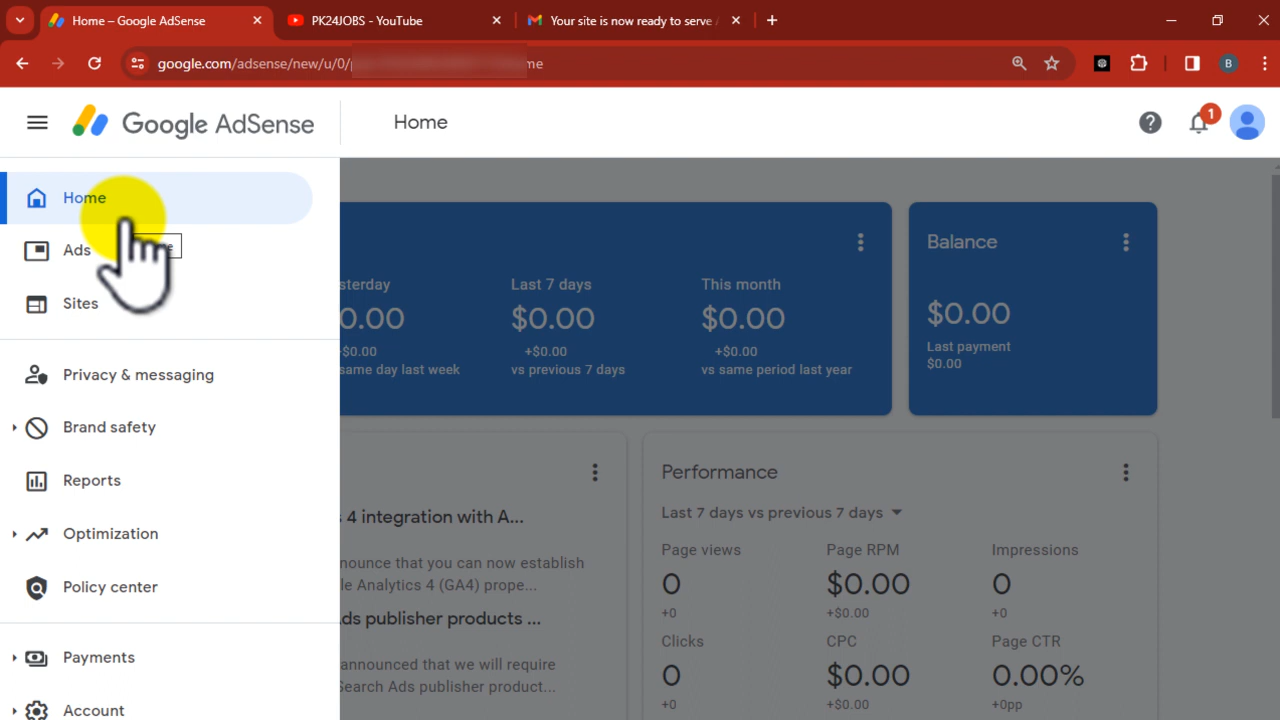 Home – Google AdSense
PK24JOBS - YouTube
Your site is now ready to serve
google.com/adsense/new/u/0/
B
Google AdSense
Home
1
Home
Ads
Sites
Privacy & messaging
Brand safety
Reports
Optimization
Policy center
Payments
Account
sterday
0.00
+$0.00
same day last week
Last 7 days
$0.00
+$0.00
vs previous 7 days
This month
$0.00
+$0.00
vs same period last year
Balance
$0.00
Last payment
$0.00
4 integration with A...
nounce that you can now establish
le Analytics 4 (GA4) prope...
ds publisher products ...
announced that we will require
Search Ads publisher product...
Performance
Last 7 days vs previous 7 days
Page views
0
+0
Page RPM
$0.00
+$0.00
Impressions
0
+0
Clicks
0
+0
CPC
$0.00
+$0.00
Page CTR
0.00%
+0pp